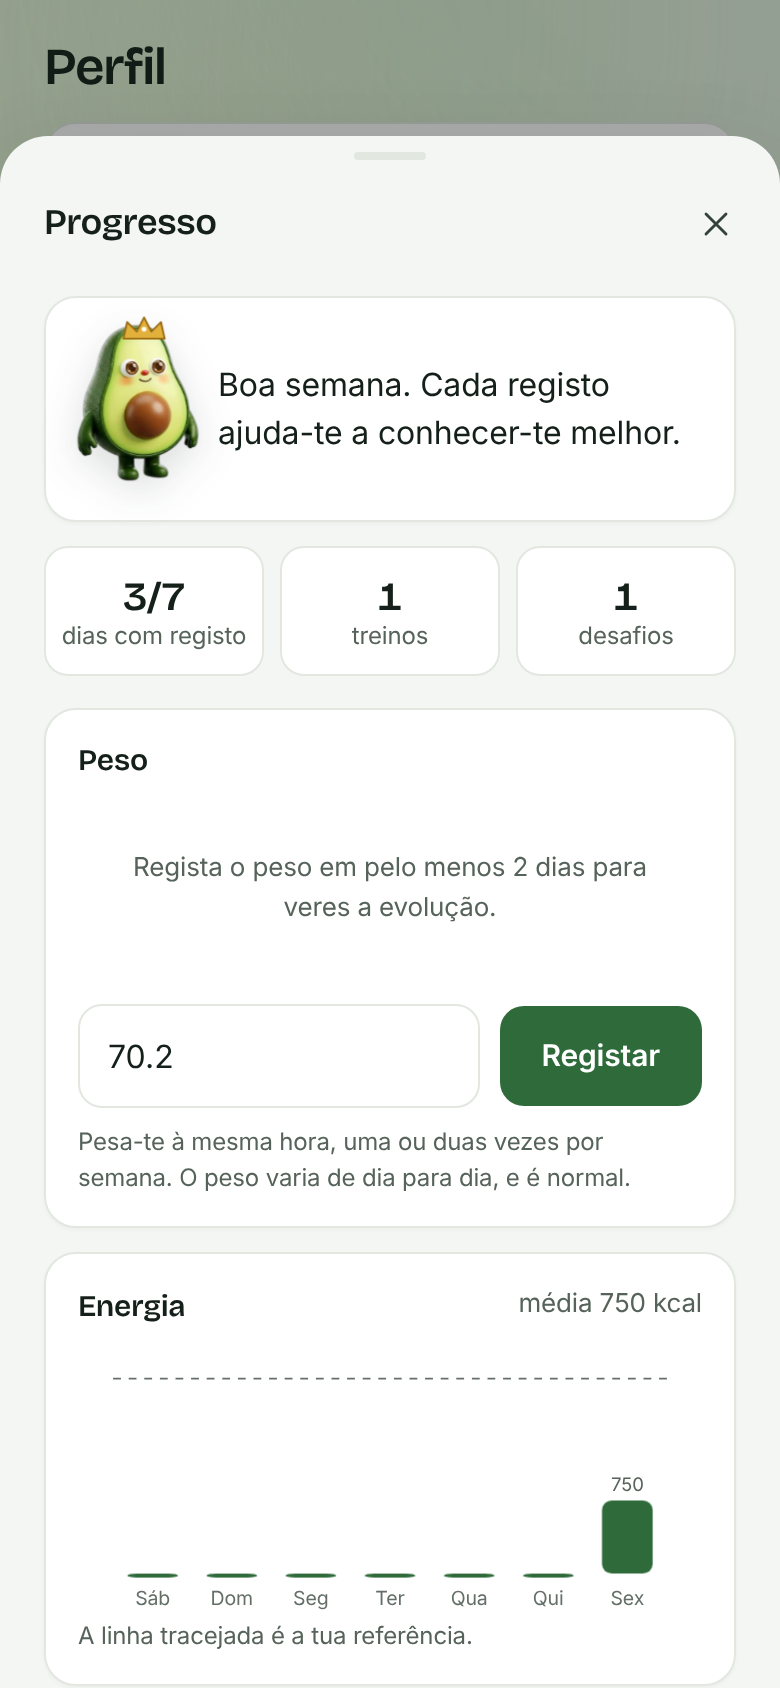 Perfil
Progresso
Boa semana. Cada registo
ajuda-te a conhecer-te melhor.
3/7
dias com registo
1
treinos
1
desafios
Peso
Regista o peso em pelo menos 2 dias para
veres a evolução.
70.2
Registar
Pesa-te à mesma hora, uma ou duas vezes por
semana. O peso varia de dia para dia, e é normal.
Energia
média 750 kcal
750
Sáb Dom Seg Ter Qua Qui Sex
A linha tracejada é a tua referência.